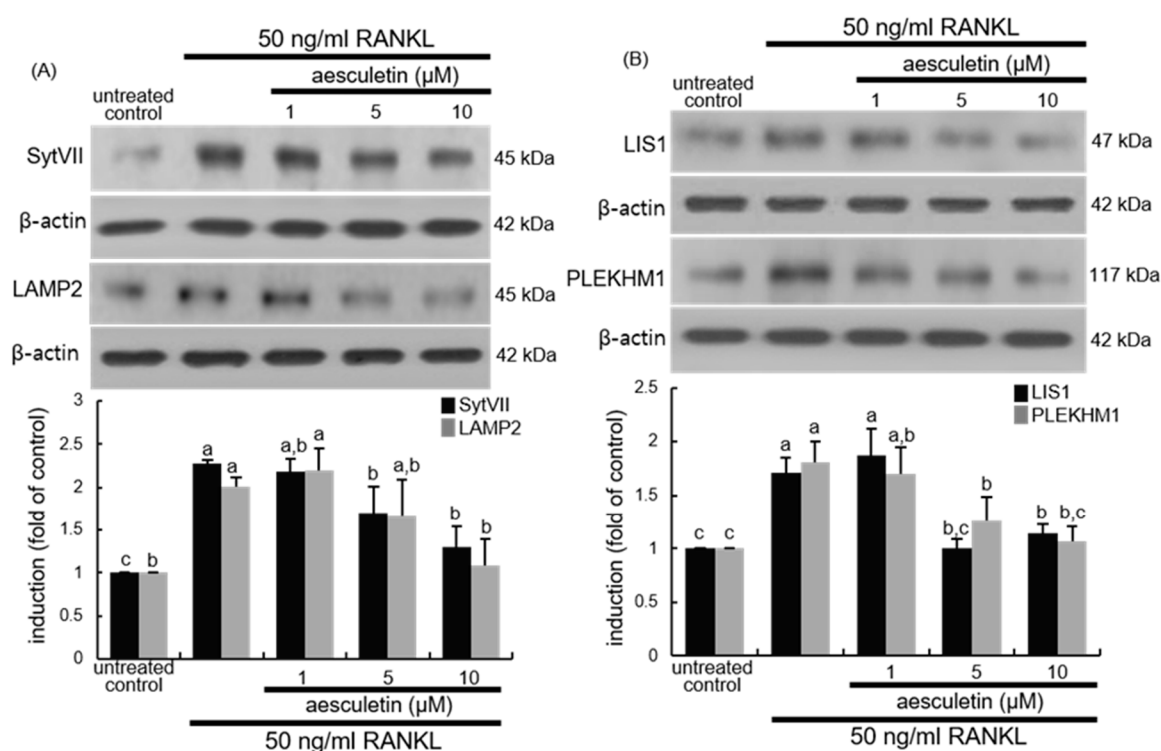 (A)
50 ng/ml RANKL
aesculetin (μM)
untreated
control
1 5 10
SytVII 45 kDa
β-actin 42 kDa
LAMP2 45 kDa
β-actin 42 kDa
3
2.5
2
1.5
1
0.5
0
induction (fold of control)
SytVII
LAMP2
c b
a a
a,b a
b a,b
b b
untreated
control
1 5 10
aesculetin (μM)
50 ng/ml RANKL
(B)
50 ng/ml RANKL
aesculetin (μM)
untreated
control
1 5 10
LIS1 47 kDa
β-actin 42 kDa
PLEKHM1 117 kDa
β-actin 42 kDa
2.5
2
1.5
1
0.5
0
induction (fold of control)
LIS1
PLEKHM1
c c
a a
a a,b
b,c b
b b,c
untreated
control
1 5 10
aesculetin (μM)
50 ng/ml RANKL